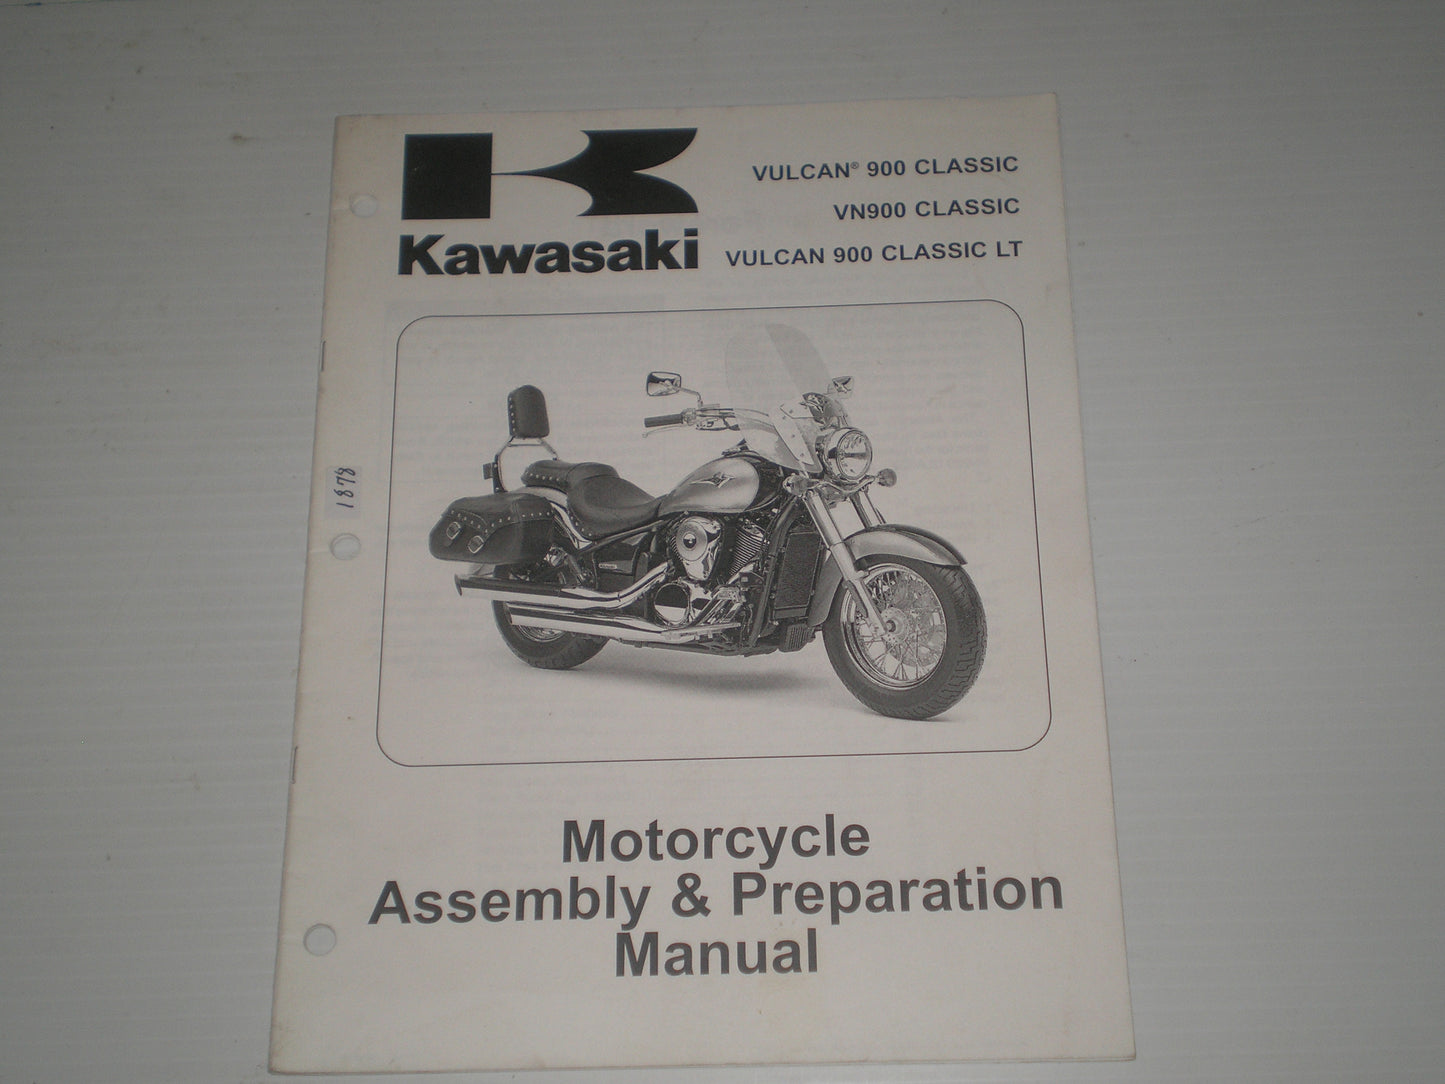 VULCAN® 900 CLASSIC
VN900 CLASSIC
Kawasaki
VULCAN 900 CLASSIC LT
1878
Motorcycle
Assembly & Preparation
Manual